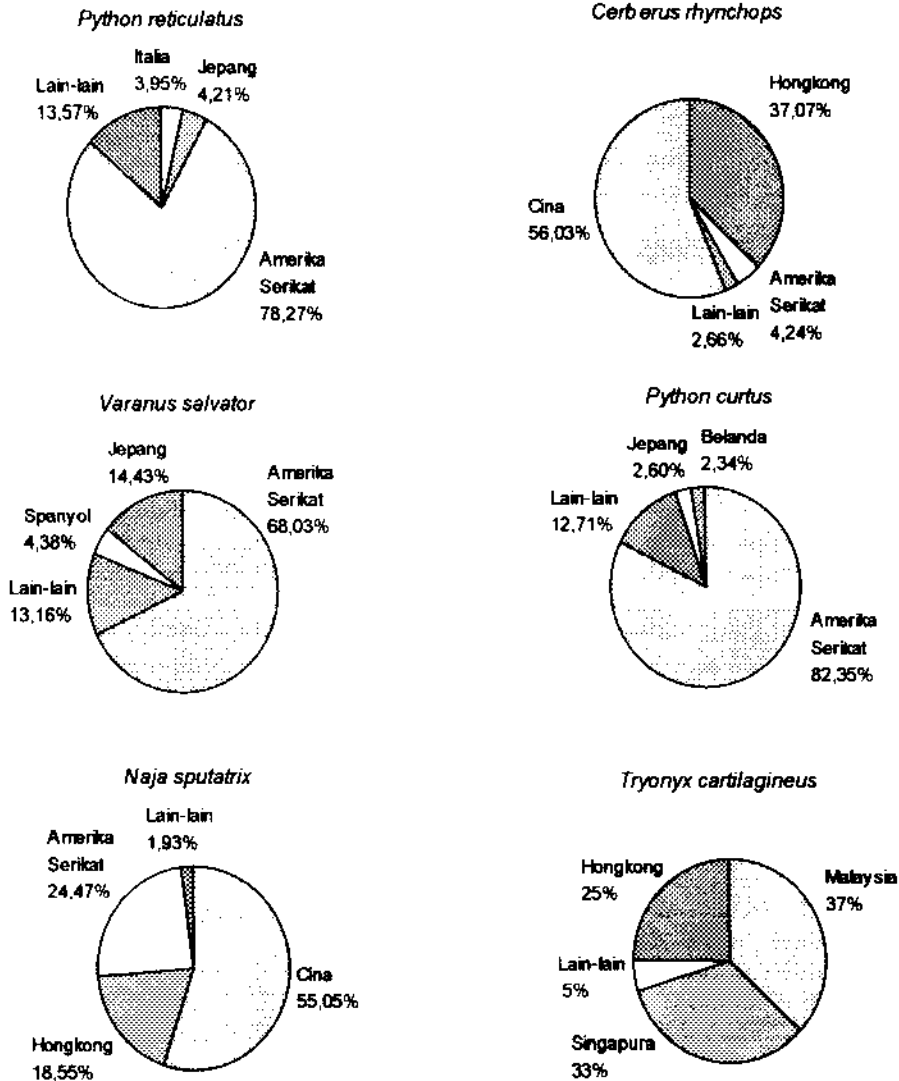 Python reticulatus
Italia
3,95%
Jepang
4,21%
Lain-lain
13,57%
Amerika
Serikat
78,27%
Cerberus rhynchops
Hongkong
37,07%
Cina
56,03%
Amerika
Serikat
4,24%
Lain-lain
2,66%
Varanus salvator
Jepang
14,43%
Amerika
Serikat
68,03%
Spanyol
4,38%
Lain-lain
13,16%
Python curtus
Jepang
2,60%
Belanda
2,34%
Lain-lain
12,71%
Amerika
Serikat
82,35%
Naja sputatrix
Lain-lain
1,93%
Amerika
Serikat
24,47%
Cina
55,05%
Hongkong
18,55%
Tryonyx cartilagineus
Hongkong
25%
Malaysia
37%
Lain-lain
5%
Singapura
33%